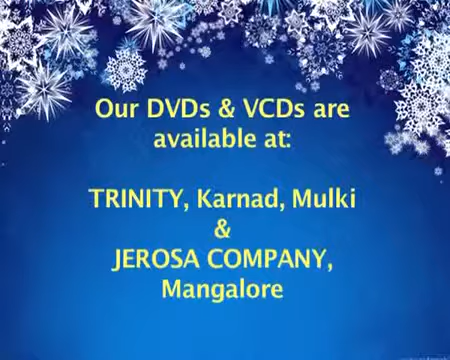 Our DVDs & VCDs are
available at:
TRINITY, Karnad, Mulki
&
JEROSA COMPANY,
Mangalore